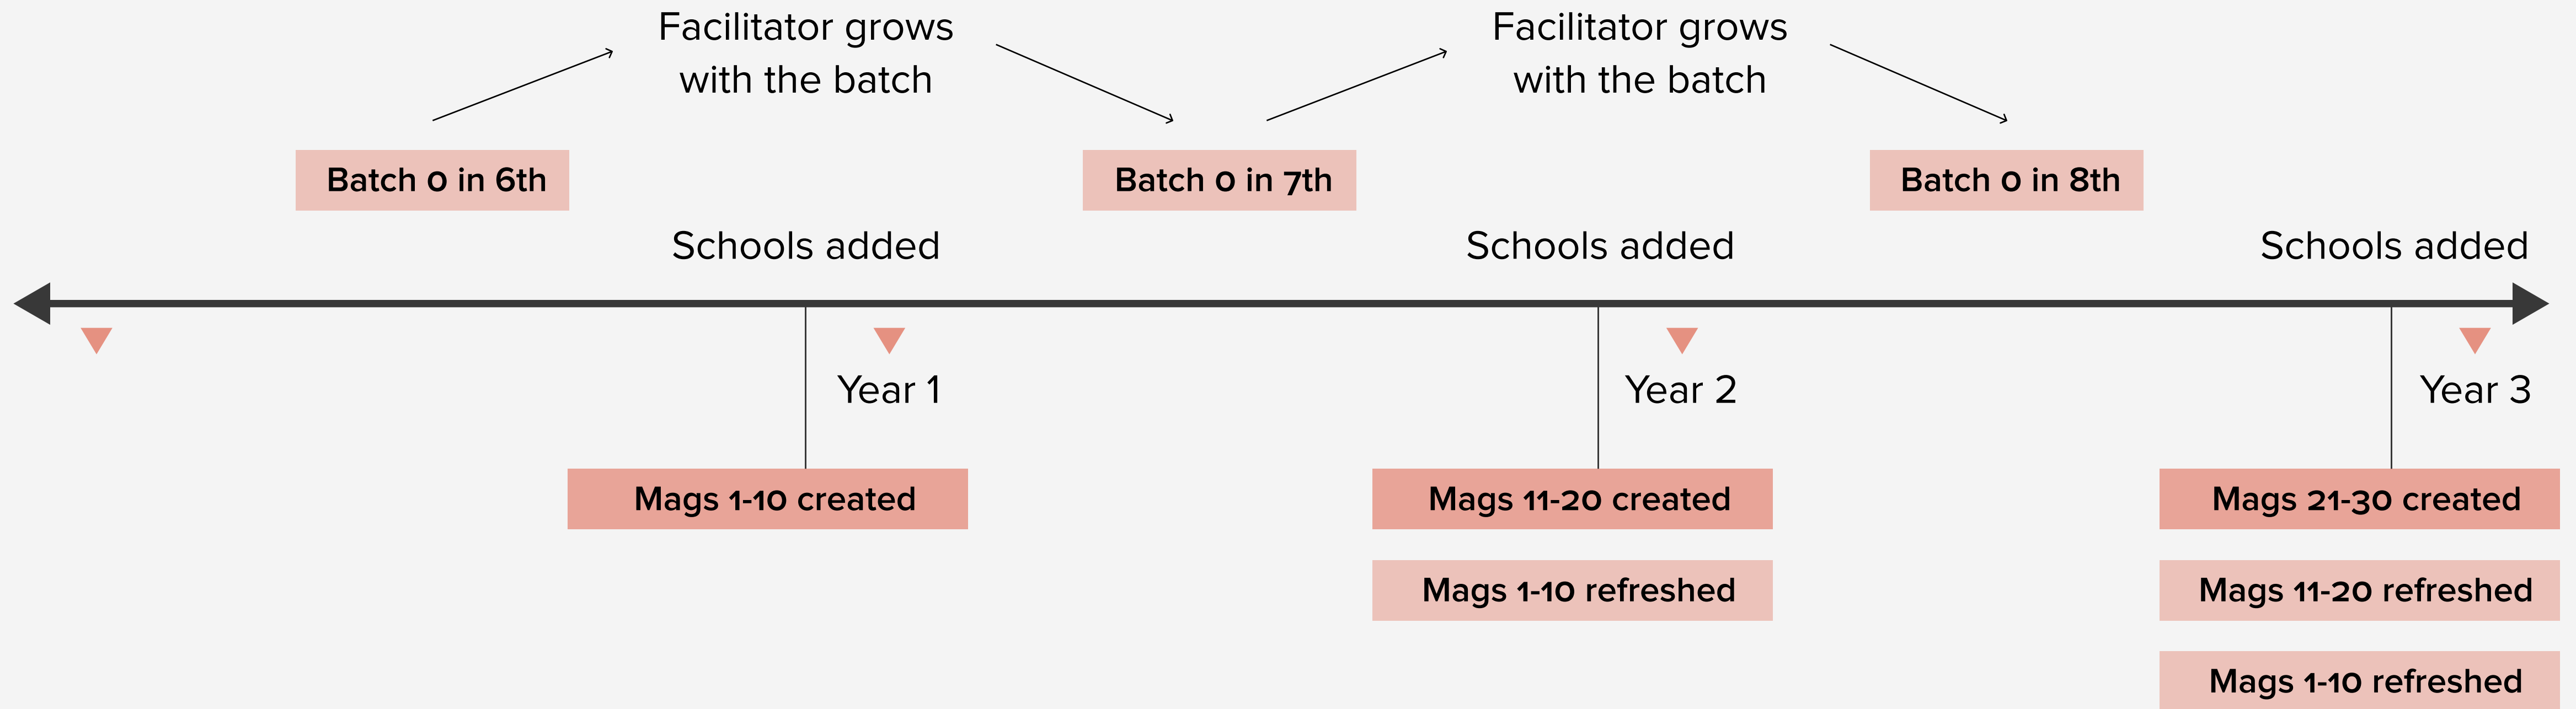 Facilitator grows
with the batch
Facilitator grows
with the batch
Batch 0 in 6th
Batch 0 in 7th
Batch 0 in 8th
Schools added
Schools added
Schools added
Year 1
Year 2
Year 3
Mags 1-10 created
Mags 11-20 created
Mags 21-30 created
Mags 1-10 refreshed
Mags 11-20 refreshed
Mags 1-10 refreshed